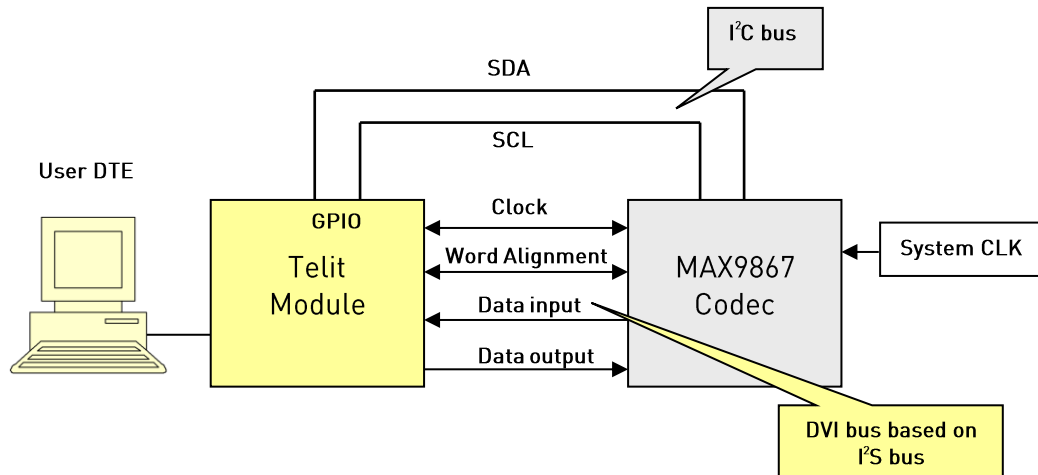 I²C bus
SDA
SCL
User DTE
GPIO
Telit
Module
Clock
Word Alignment
Data input
Data output
MAX9867
Codec
System CLK
DVI bus based on
I²S bus